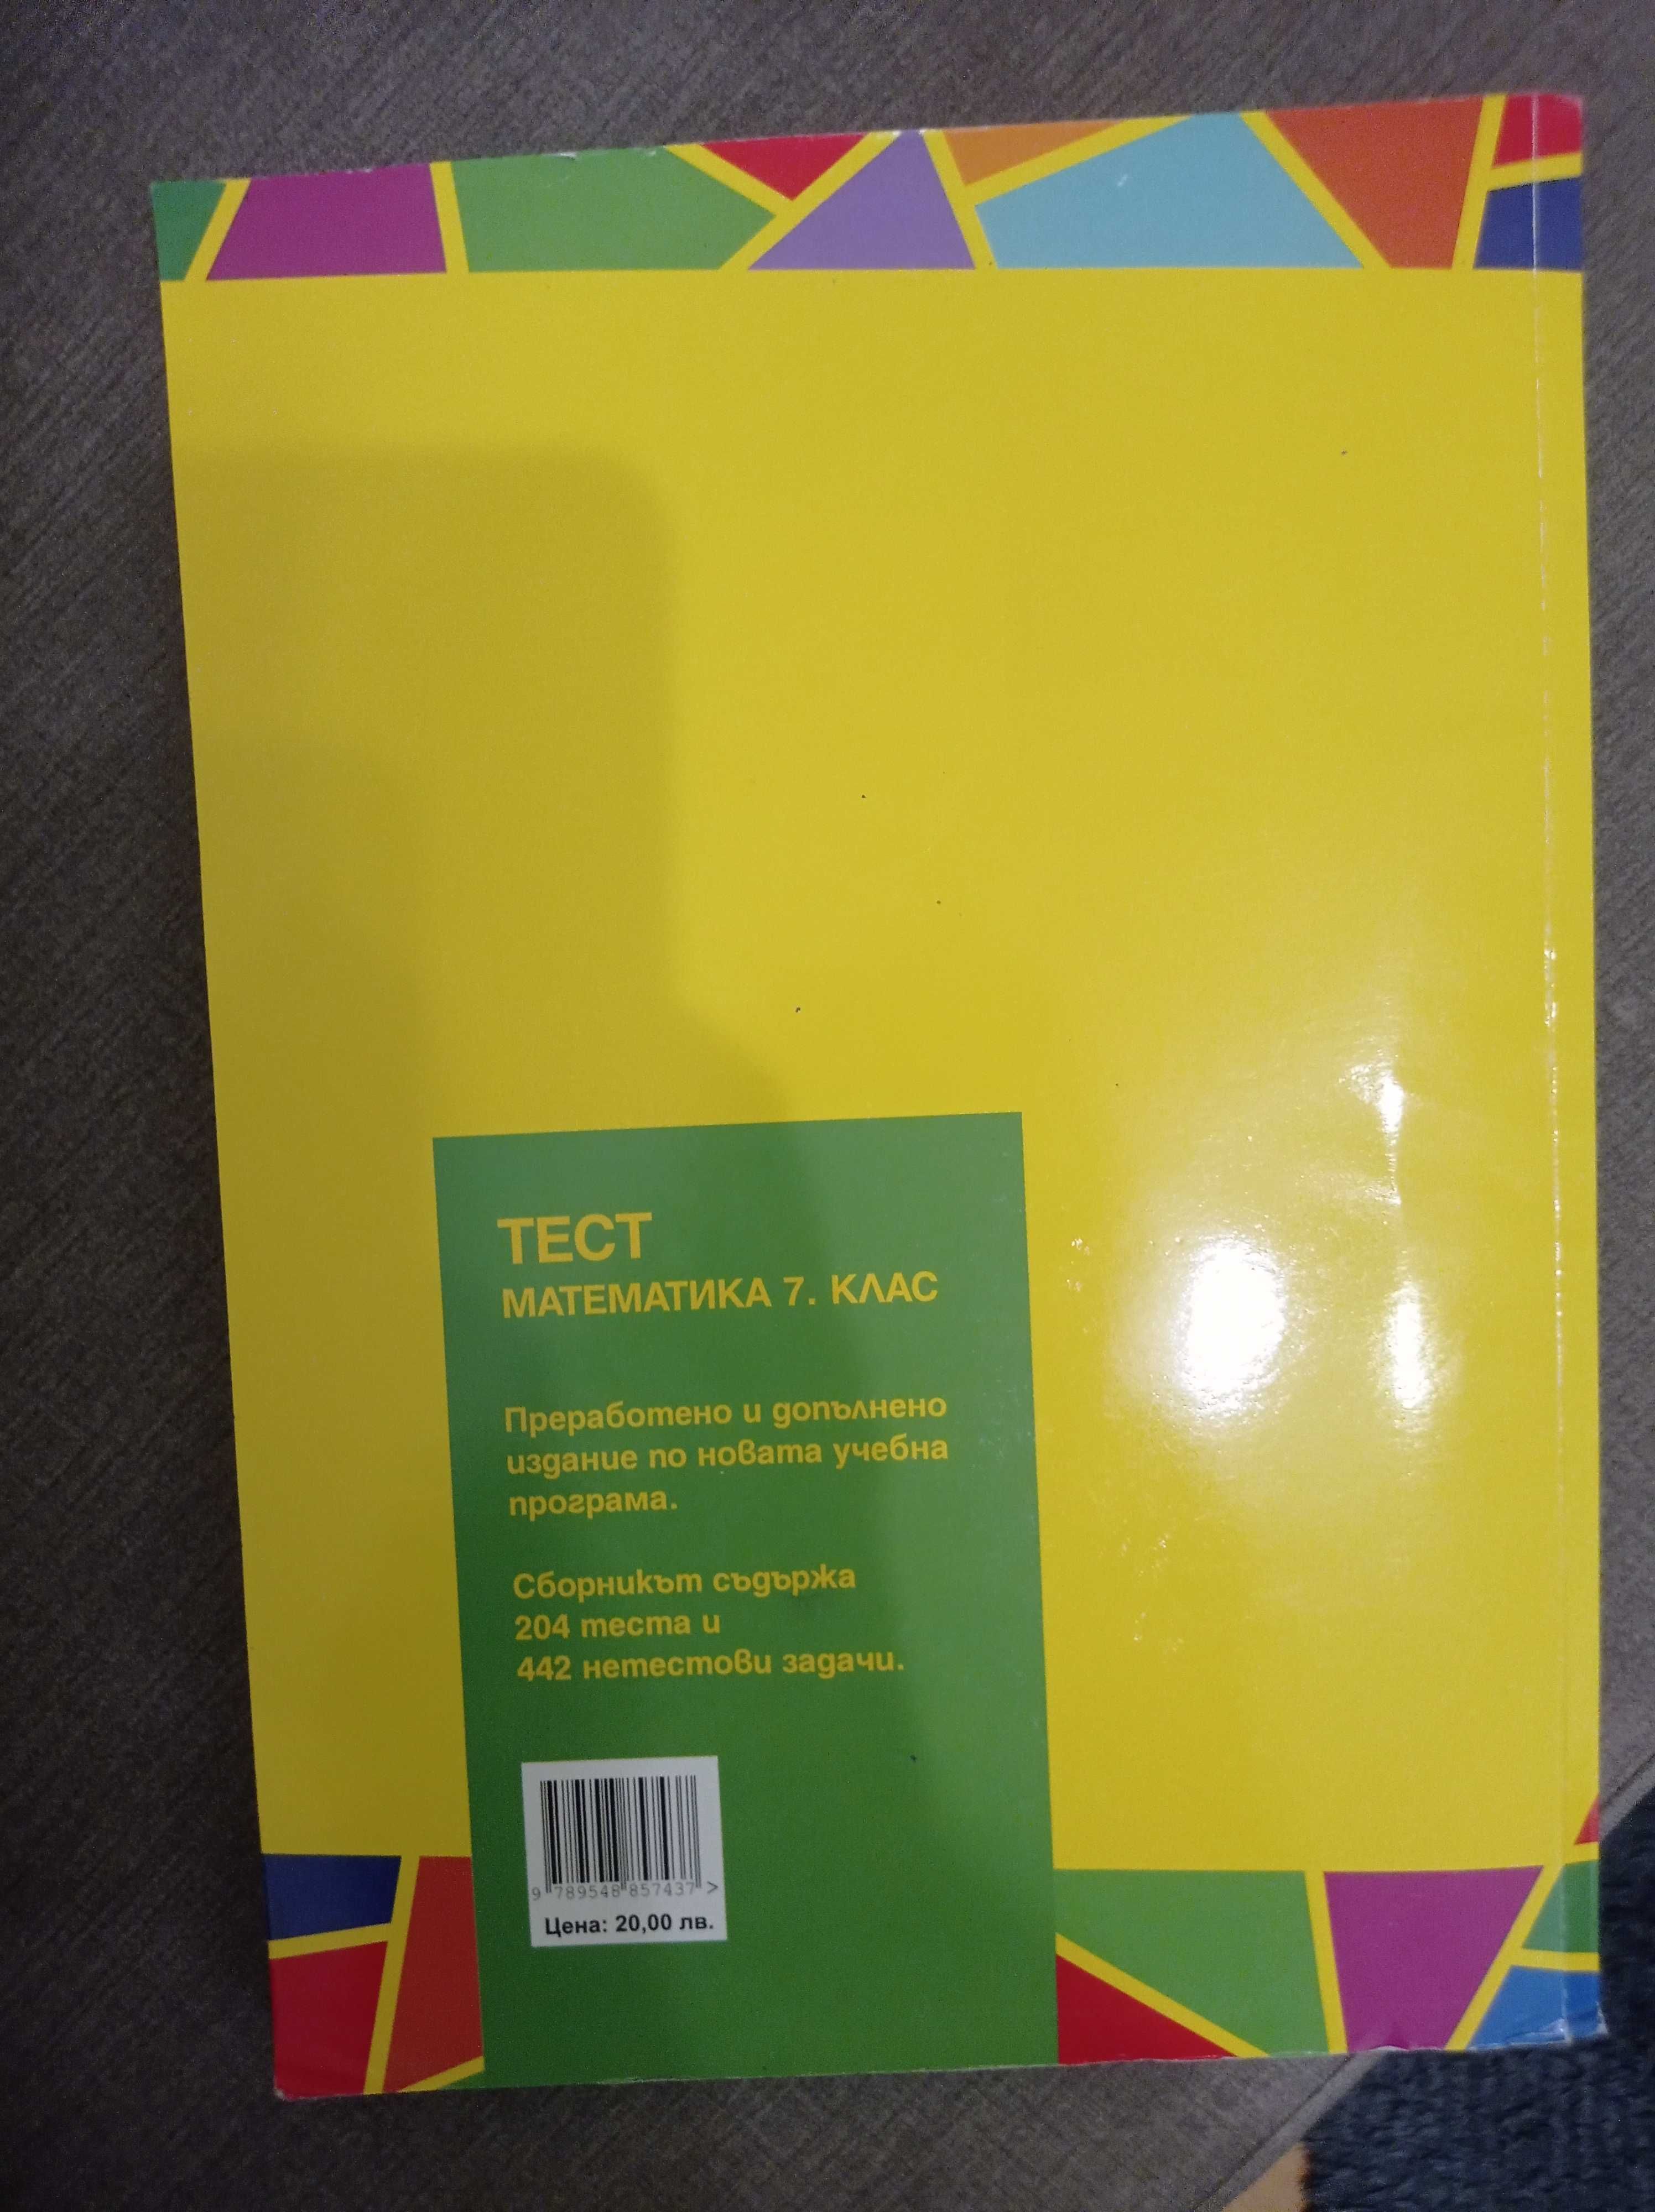 ТЕСТ
МАТЕМАТИКА 7. КЛАС
Преработено и допълнено
издание по новата учебна
програма.
Сборникът съдържа
204 теста и
442 нетестови задачи.
9 789548 857437 >
Цена: 20,00 лв.